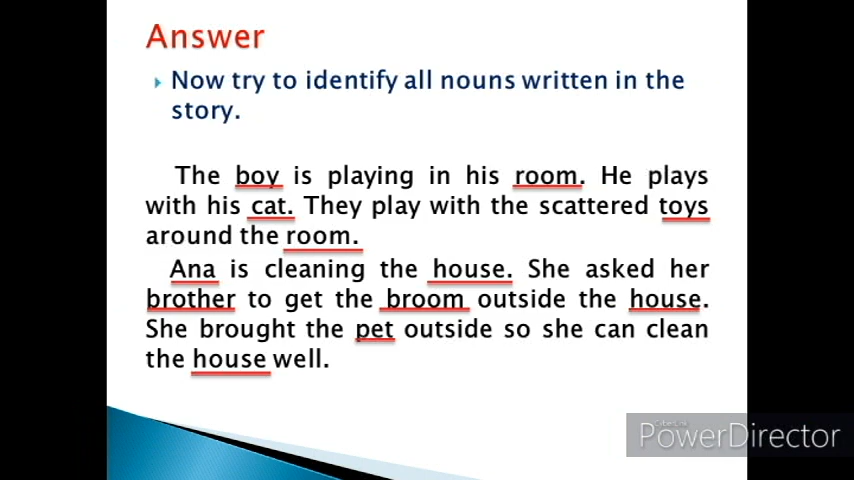 Answer
Now try to identify all nouns written in the
story.
The boy is playing in his room. He plays
with his cat. They play with the scattered toys
around the room.
Ana is cleaning the house. She asked her
brother to get the broom outside the house.
She brought the pet outside so she can clean
the house well.
CyberLink
PowerDirector